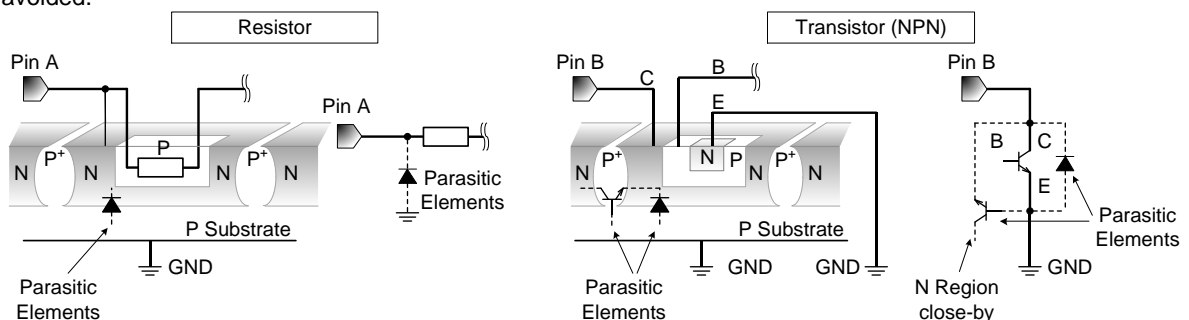 avoided.
Resistor
Transistor (NPN)
Pin A
Pin B
B
C
E
Pin B
Pin A
P
N P+ N N P+ N
N P+ N P N P+ N
B C
E
Parasitic
Elements
P Substrate
P Substrate
GND
GND
GND
GND
Parasitic
Elements
Parasitic
Elements
Parasitic
Elements
N Region
close-by